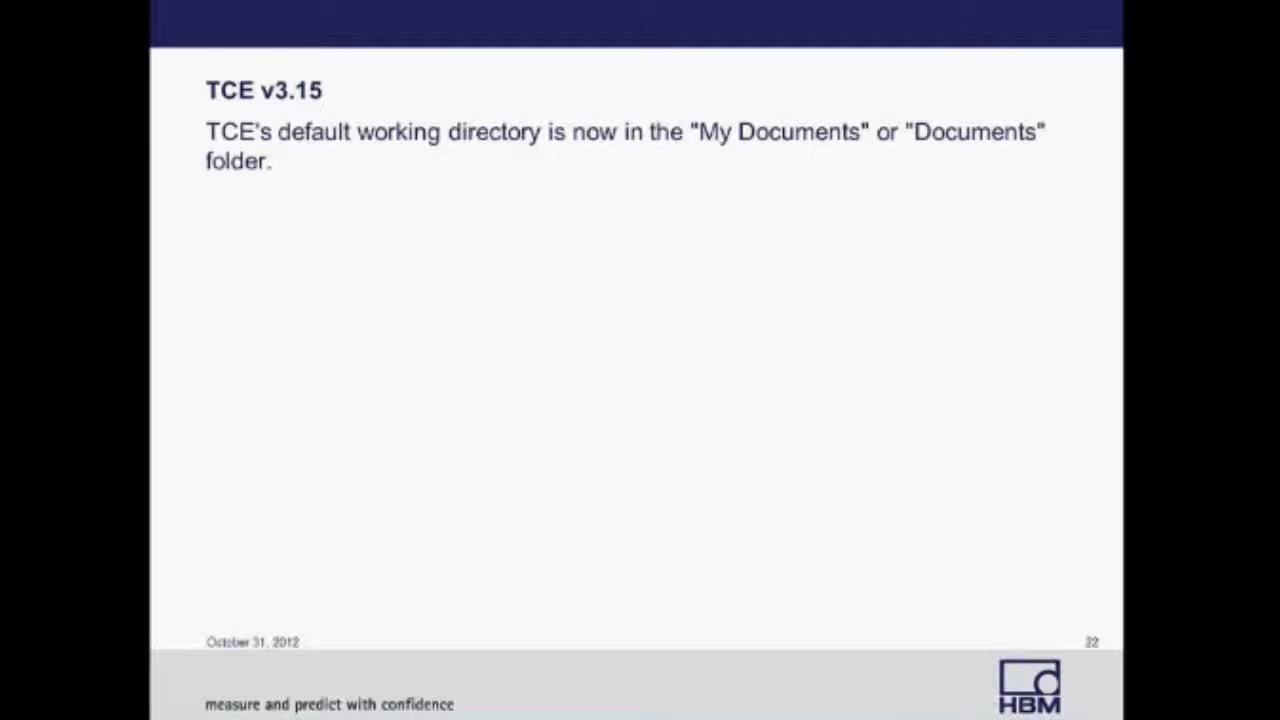 TCE v3.15
TCE's default working directory is now in the "My Documents" or "Documents"
folder.
October 31, 2012
22
measure and predict with confidence
HBM